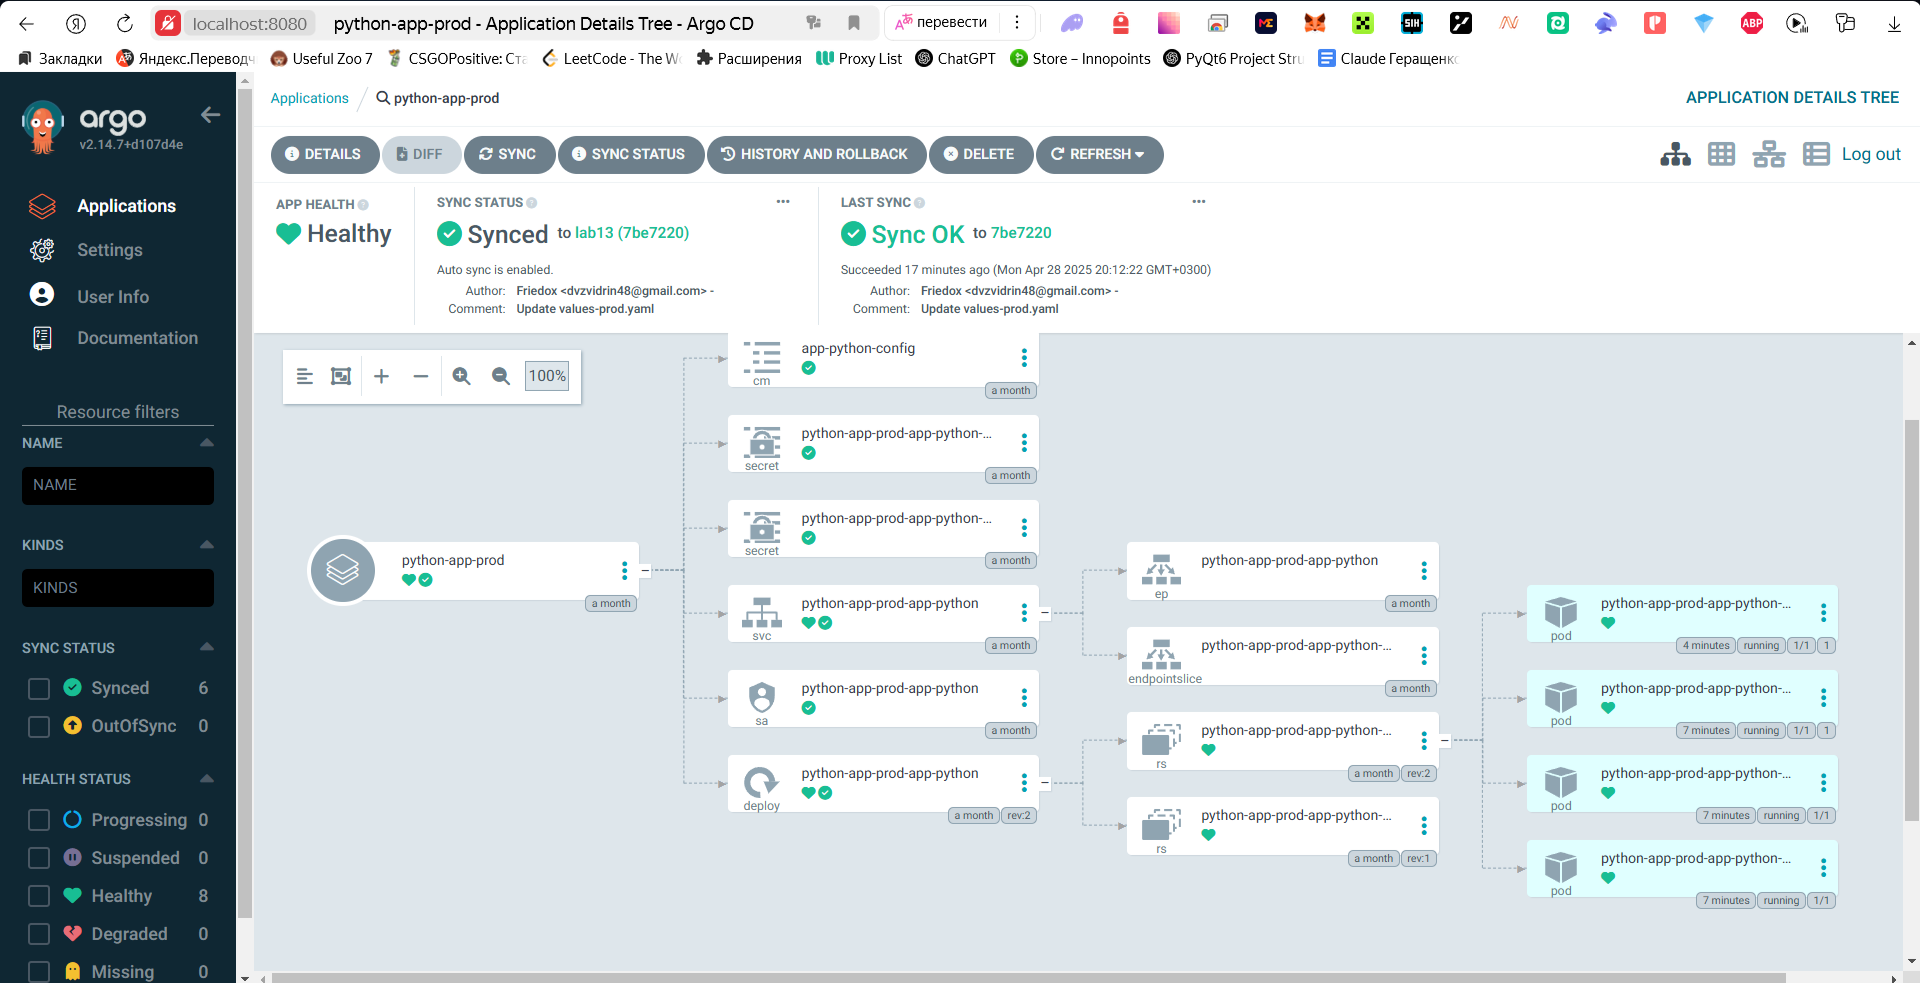 localhost:8080
python-app-prod - Application Details Tree - Argo CD
перевести
Закладки
Яндекс.Переводч
Useful Zoo 7
CSGOPositive: Ста
LeetCode - The W
Расширения
Proxy List
ChatGPT
Store – Innopoints
PyQt6 Project Stru
Claude Геращенко
argo
v2.14.7+d107d4e
Applications
Settings
User Info
Documentation
Resource filters
NAME
NAME
KINDS
KINDS
SYNC STATUS
Synced 6
OutOfSync 0
HEALTH STATUS
Progressing 0
Suspended 0
Healthy 8
Degraded 0
Missing 0
Applications / python-app-prod
APPLICATION DETAILS TREE
DETAILS
DIFF
SYNC
SYNC STATUS
HISTORY AND ROLLBACK
DELETE
REFRESH
Log out
APP HEALTH
Healthy
SYNC STATUS
Synced to lab13 (7be7220)
Auto sync is enabled.
Author: Friedox <dvzvidrin48@gmail.com> -
Comment: Update values-prod.yaml
LAST SYNC
Sync OK to 7be7220
Succeeded 17 minutes ago (Mon Apr 28 2025 20:12:22 GMT+0300)
Author: Friedox <dvzvidrin48@gmail.com> -
Comment: Update values-prod.yaml
100%
python-app-prod
a month
app-python-config
cm
a month
python-app-prod-app-python-...
secret
a month
python-app-prod-app-python-...
secret
a month
python-app-prod-app-python
svc
a month
python-app-prod-app-python
sa
a month
python-app-prod-app-python
deploy
a month rev:2
python-app-prod-app-python
ep
a month
python-app-prod-app-python-...
endpointslice
a month
python-app-prod-app-python-...
rs
a month rev:2
python-app-prod-app-python-...
rs
a month rev:1
python-app-prod-app-python-...
pod
4 minutes running 1/1 1
python-app-prod-app-python-...
pod
7 minutes running 1/1 1
python-app-prod-app-python-...
pod
7 minutes running 1/1
python-app-prod-app-python-...
pod
7 minutes running 1/1